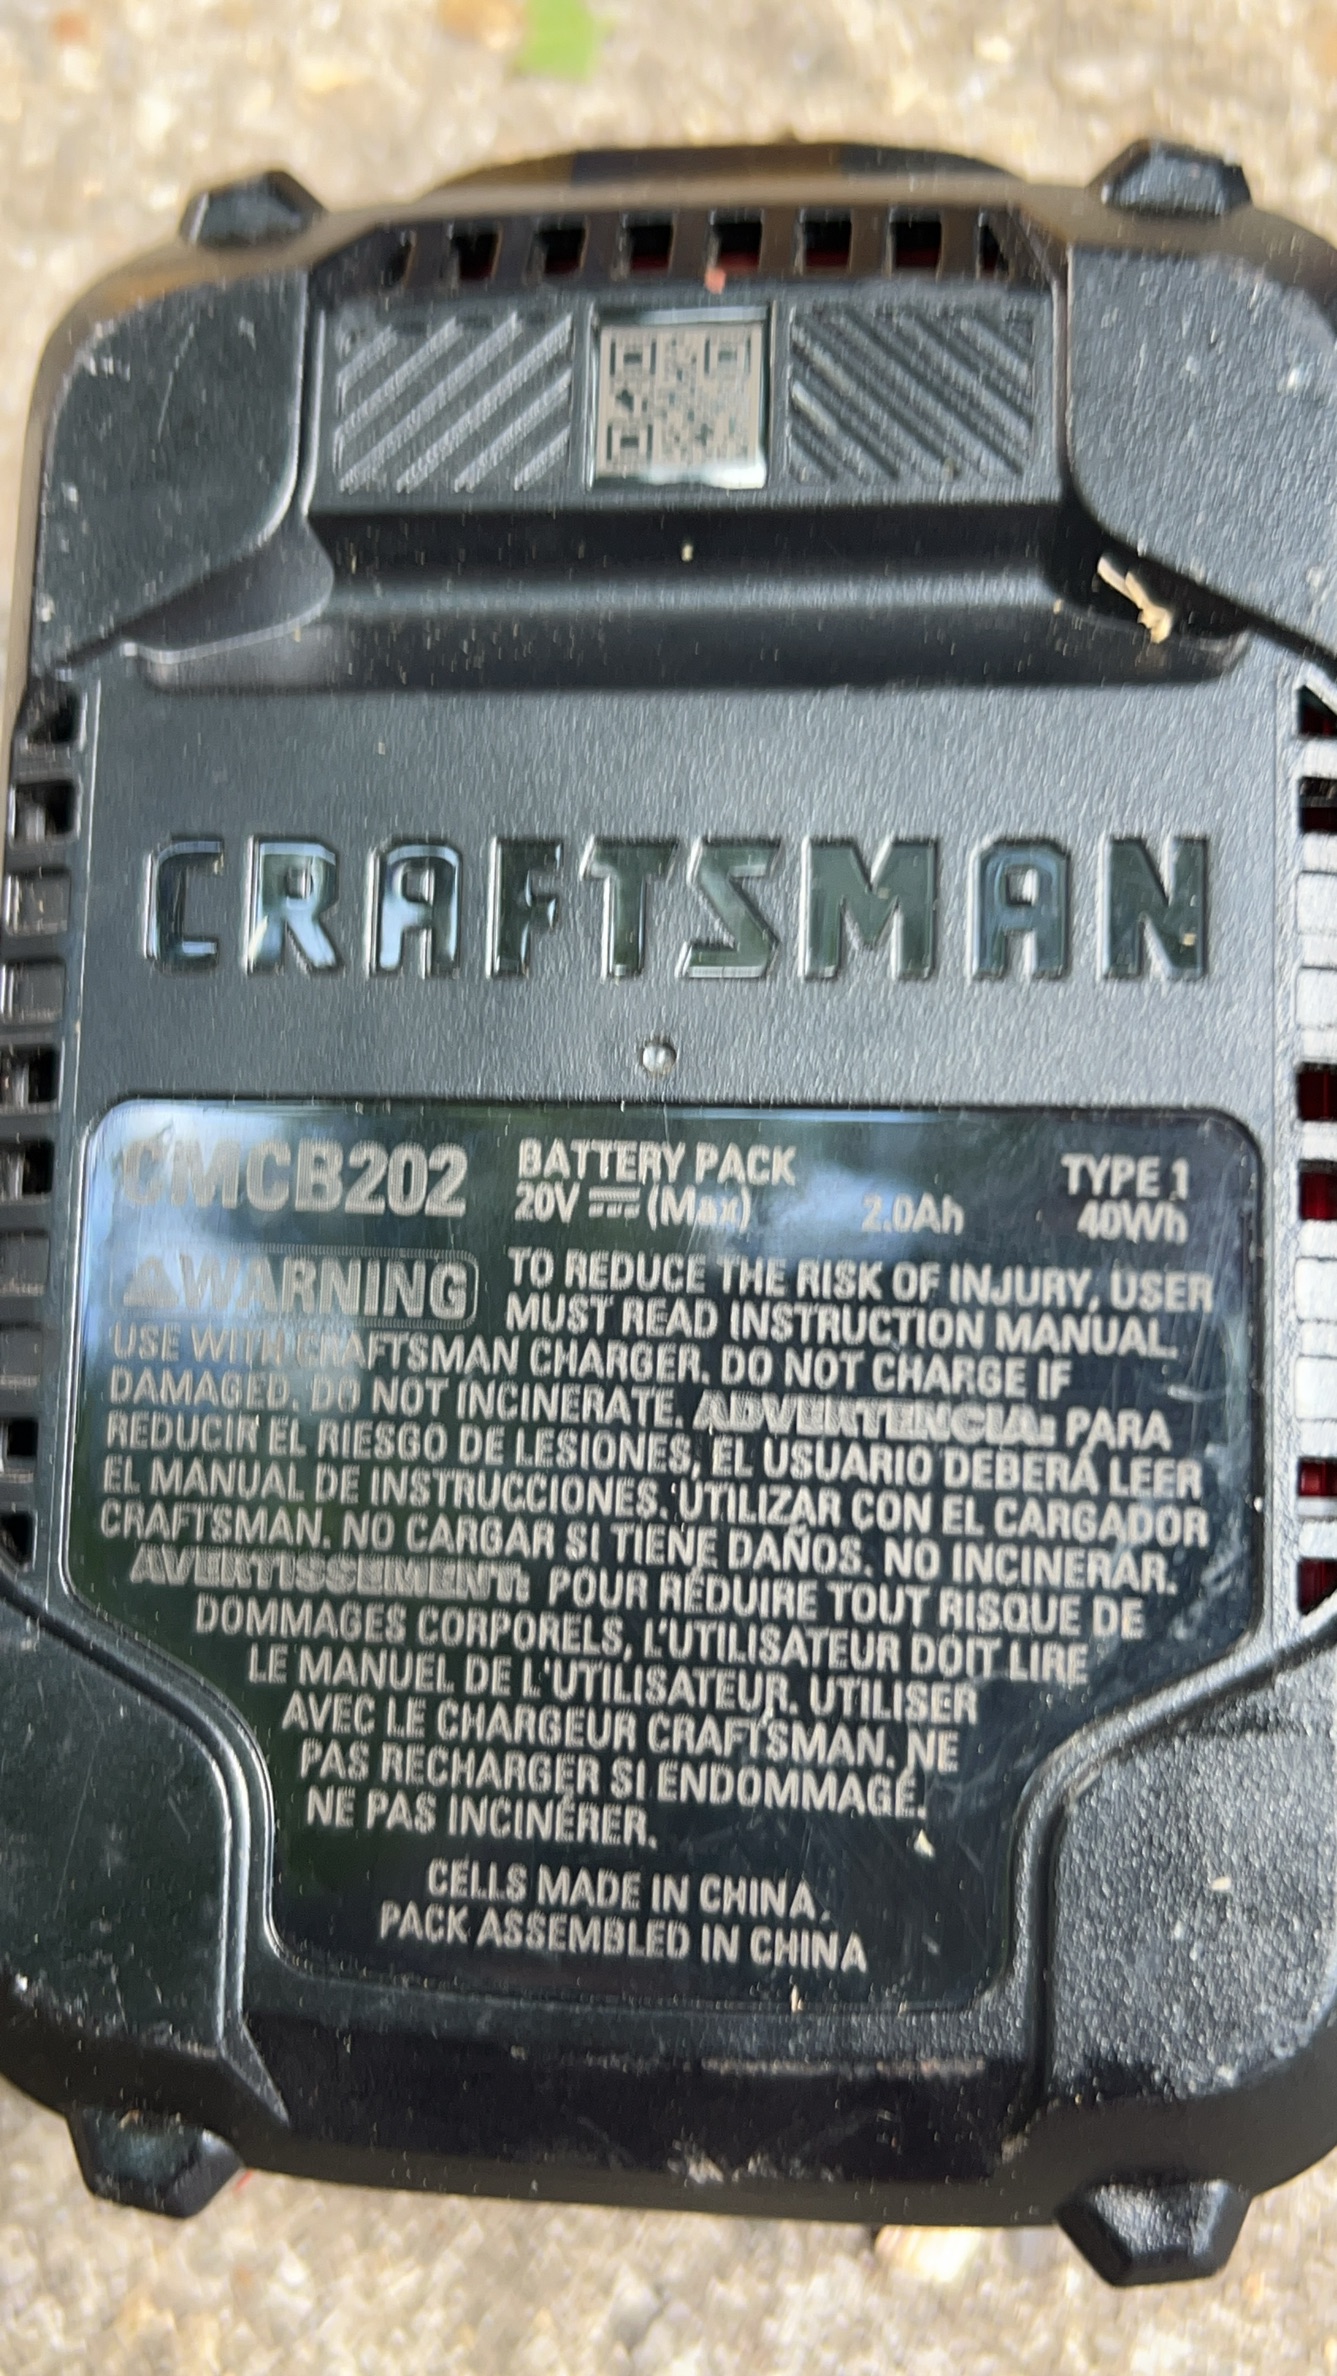 CRAFTSMAN
CMCB202 BATTERY PACK TYPE 1
20V ⎓ (Max) 2.0Ah 40Wh
⚠WARNING TO REDUCE THE RISK OF INJURY, USER
MUST READ INSTRUCTION MANUAL.
USE WITH CRAFTSMAN CHARGER. DO NOT CHARGE IF
DAMAGED. DO NOT INCINERATE. ADVERTENCIA: PARA
REDUCIR EL RIESGO DE LESIONES, EL USUARIO DEBERÁ LEER
EL MANUAL DE INSTRUCCIONES. UTILIZAR CON EL CARGADOR
CRAFTSMAN. NO CARGAR SI TIENE DAÑOS. NO INCINERAR.
AVERTISSEMENT: POUR RÉDUIRE TOUT RISQUE DE
DOMMAGES CORPORELS, L'UTILISATEUR DOIT LIRE
LE MANUEL DE L'UTILISATEUR. UTILISER
AVEC LE CHARGEUR CRAFTSMAN. NE
PAS RECHARGER SI ENDOMMAGÉ.
NE PAS INCINÉRER.
CELLS MADE IN CHINA,
PACK ASSEMBLED IN CHINA